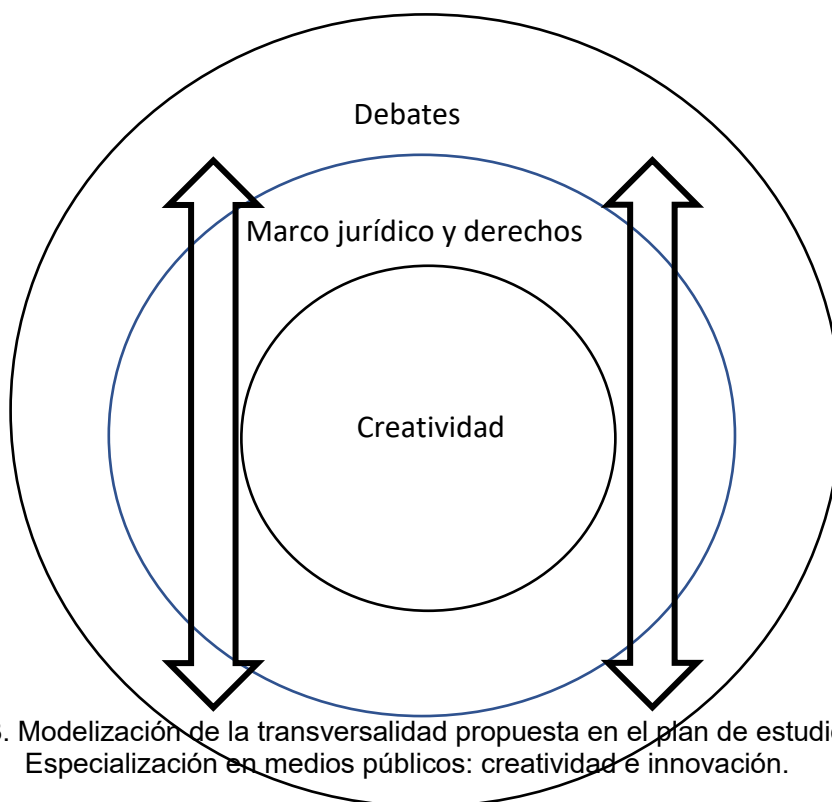 Debates
Marco jurídico y derechos
Creatividad
. Modelización de la transversalidad propuesta en el plan de
Especialización en medios públicos: creatividad e innovación.